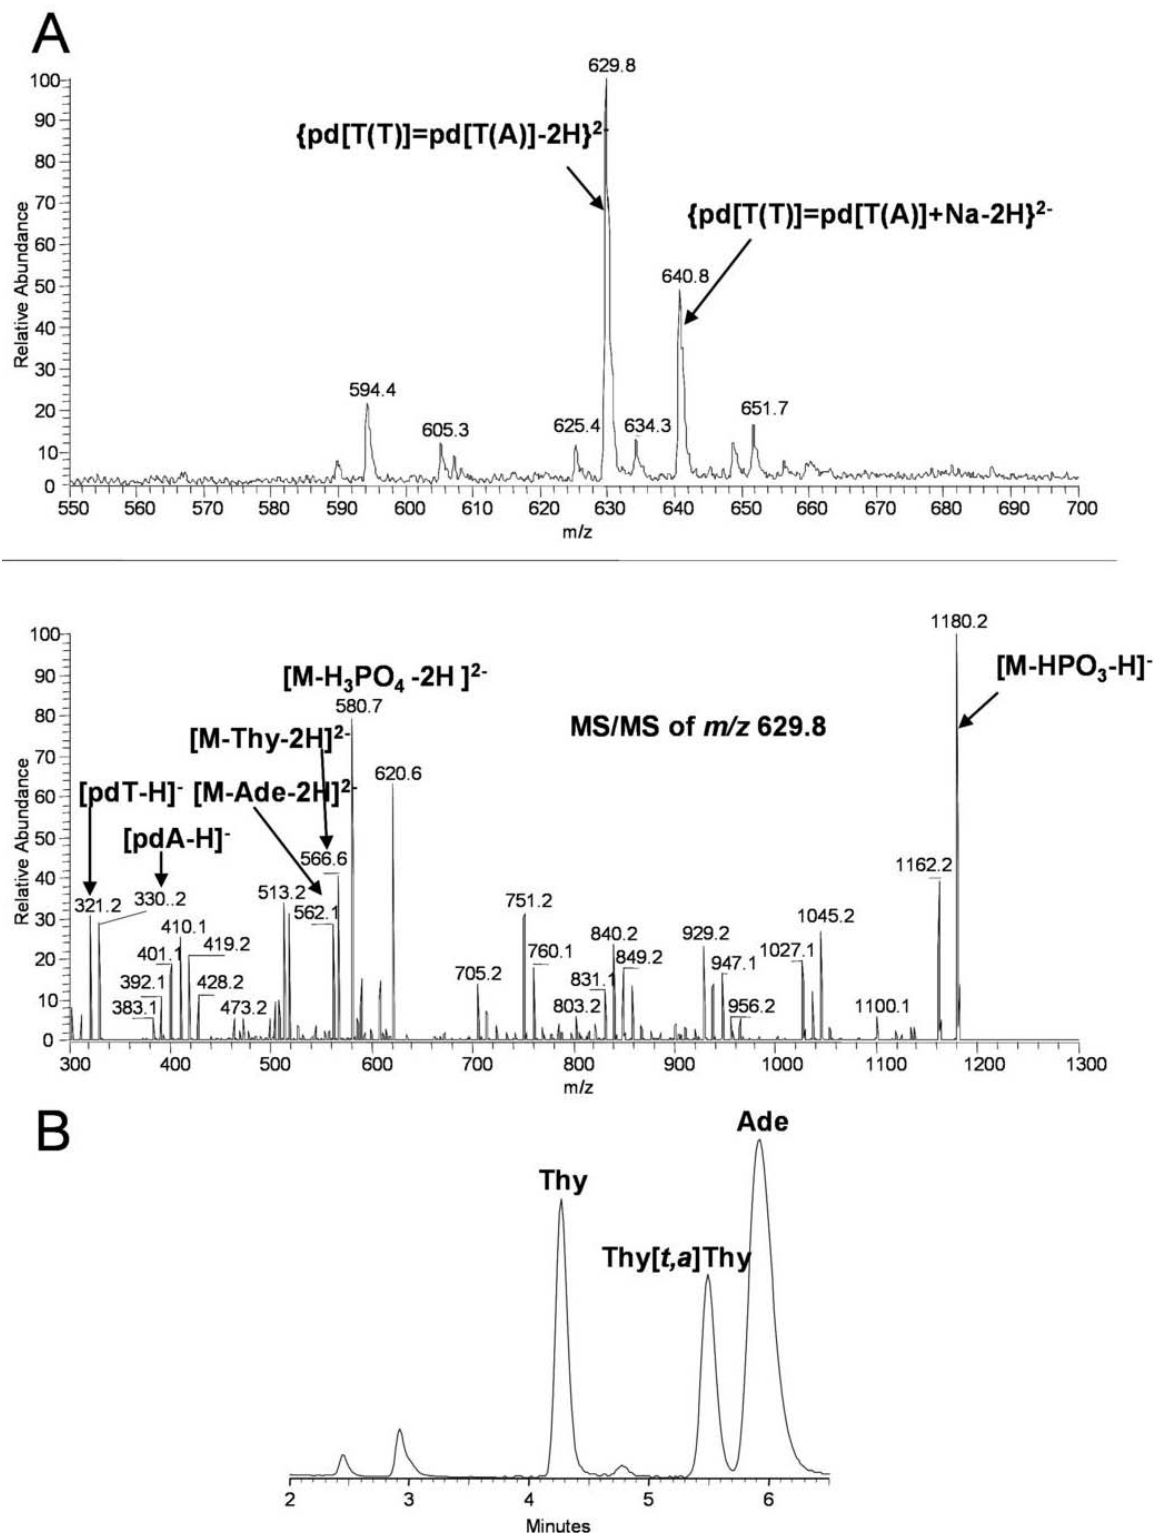 A
629.8
{pd[T(T)]=pd[T(A)]-2H}²⁻
{pd[T(T)]=pd[T(A)]+Na-2H}²⁻
640.8
594.4
605.3
625.4
634.3
651.7
100
90
80
70
60
50
40
30
20
10
0
Relative Abundance
550 560 570 580 590 600 610 620 630 640 650 660 670 680 690 700
m/z
1180.2
[M-HPO₃-H]⁻
[M-H₃PO₄ -2H ]²⁻
580.7
MS/MS of m/z 629.8
[M-Thy-2H]²⁻
620.6
[pdT-H]⁻ [M-Ade-2H]²⁻
[pdA-H]⁻
566.6
1162.2
321.2
330..2
513.2
562.1
751.2
410.1
401.1
419.2
392.1
428.2
383.1
473.2
705.2
760.1
840.2
831.1
849.2
803.2
929.2
947.1
956.2
1027.1
1045.2
1100.1
100
90
80
70
60
50
40
30
20
10
0
Relative Abundance
300 400 500 600 700 800 900 1000 1100 1200 1300
m/z
B
Ade
Thy
Thy[t,a]Thy
2 3 4 5 6
Minutes